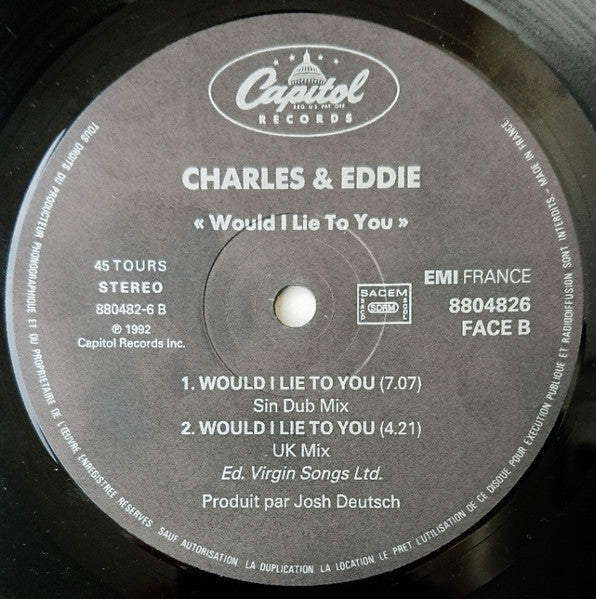 Capitol
REG. U.S. PAT. OFF.
RECORDS
CHARLES & EDDIE
« Would I Lie To You »
45 TOURS
STEREO
880482-6 B
℗ 1992
Capitol Records Inc.
SACEM
SACD
SDRM
SGDL
EMI FRANCE
8804826
FACE B
1. WOULD I LIE TO YOU (7.07)
Sin Dub Mix
2. WOULD I LIE TO YOU (4.21)
UK Mix
Ed. Virgin Songs Ltd.
Produit par Josh Deutsch
TOUS DROITS DU PRODUCTEUR PHONOGRAPHIQUE ET DU PROPRIETAIRE DE L'ŒUVRE ENREGISTREE RESERVES. SAUF AUTORISATION, LA DUPLICATION, LA LOCATION, LE PRET, L'UTILISATION DE CE DISQUE POUR EXECUTION PUBLIQUE ET RADIODIFFUSION SONT INTERDITS. - MADE IN FRANCE.